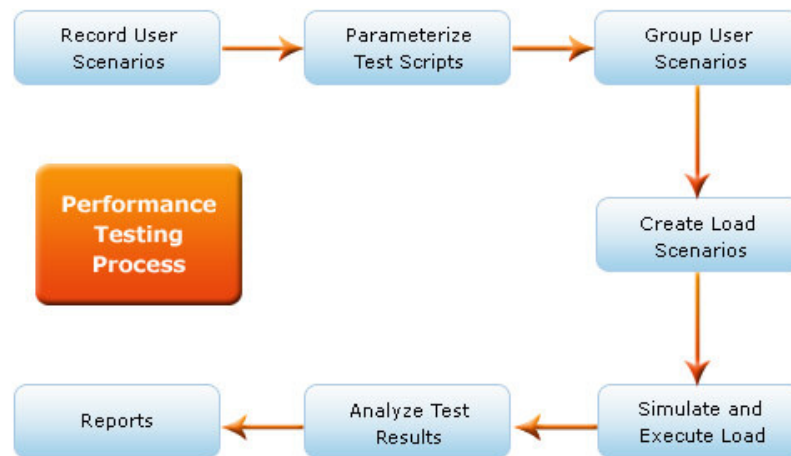 Record User
Scenarios
Parameterize
Test Scripts
Group User
Scenarios
Performance
Testing
Process
Create Load
Scenarios
Simulate and
Execute Load
Analyze Test
Results
Reports